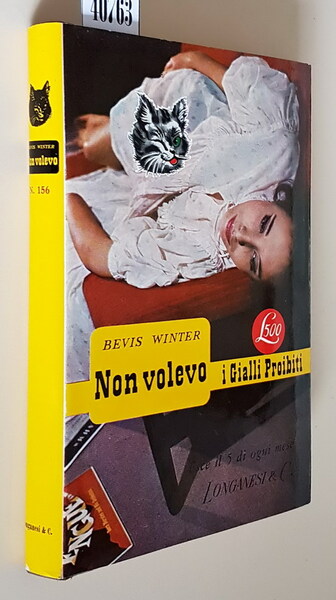 40763
BEVIS WINTER
Non volevo
N. 156
Longanesi & C.
BEVIS WINTER
Non volevo
L 500
i Gialli Proibiti
esce il 5 di ogni mese
LONGANESI & C.